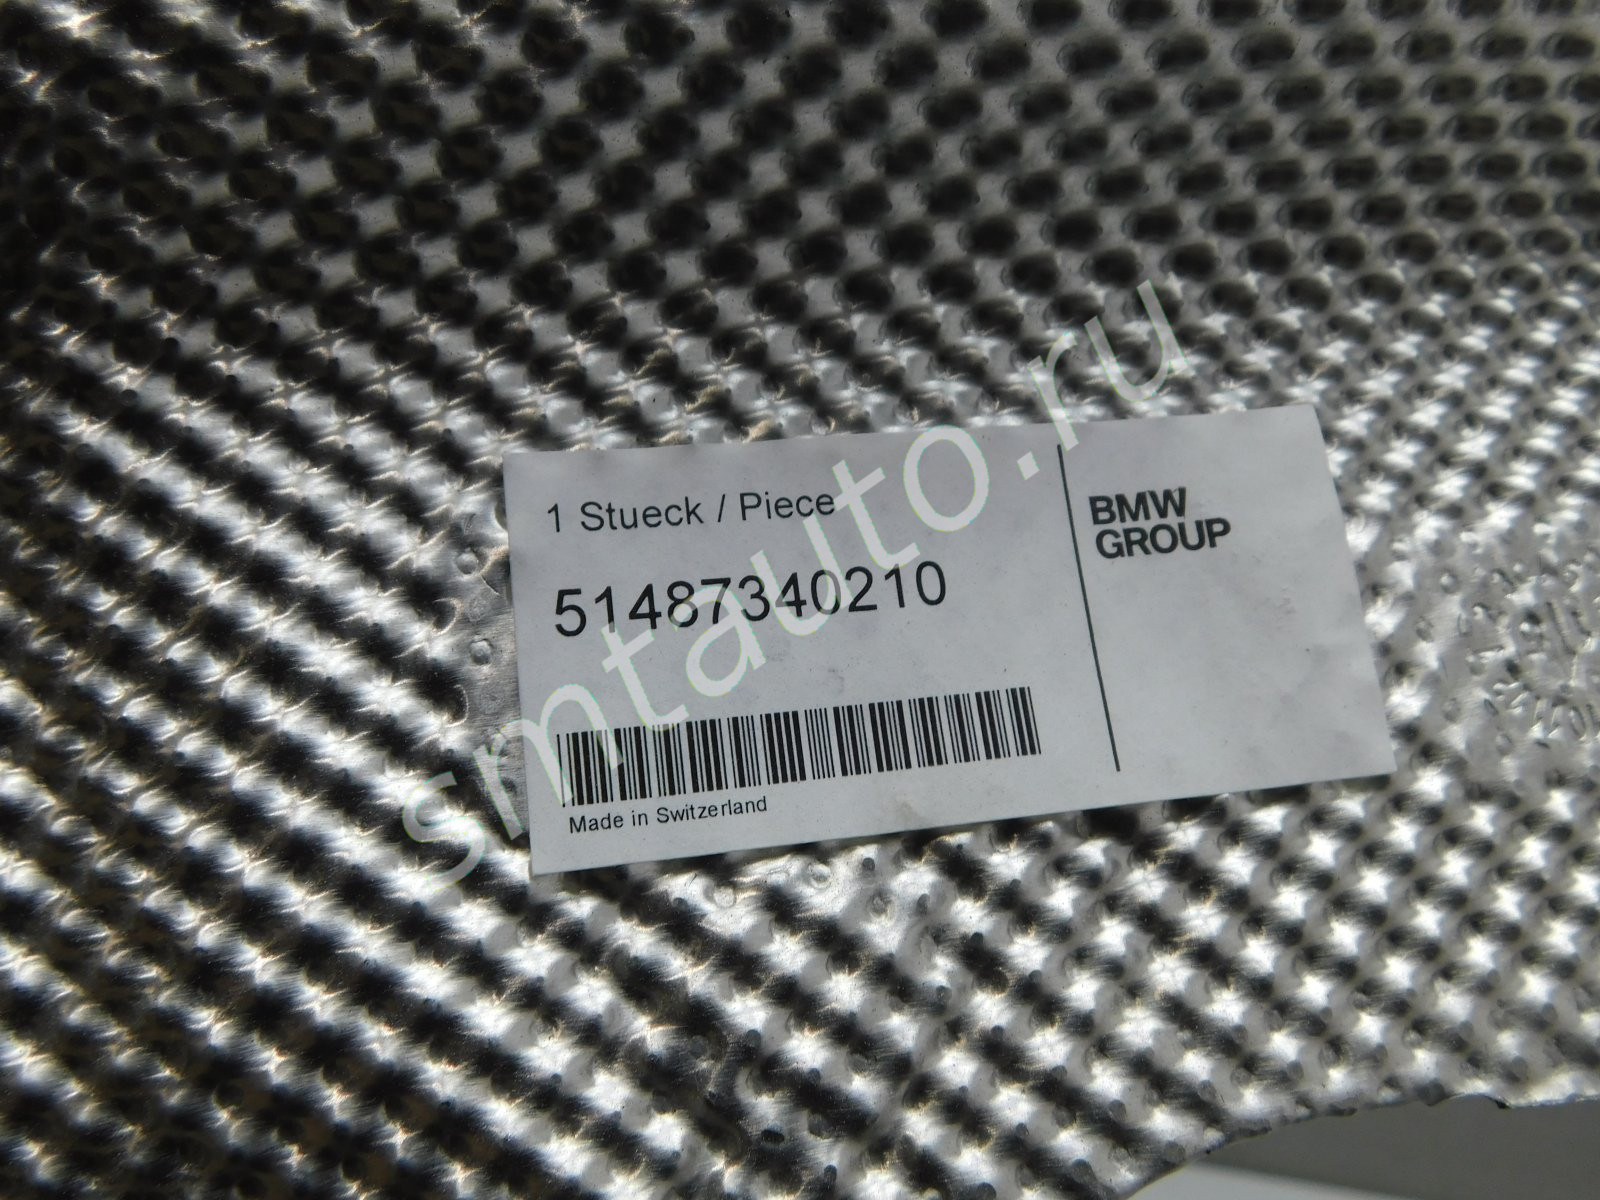 1 Stueck / Piece
51487340210
Made in Switzerland
BMW
GROUP
smtauto.ru